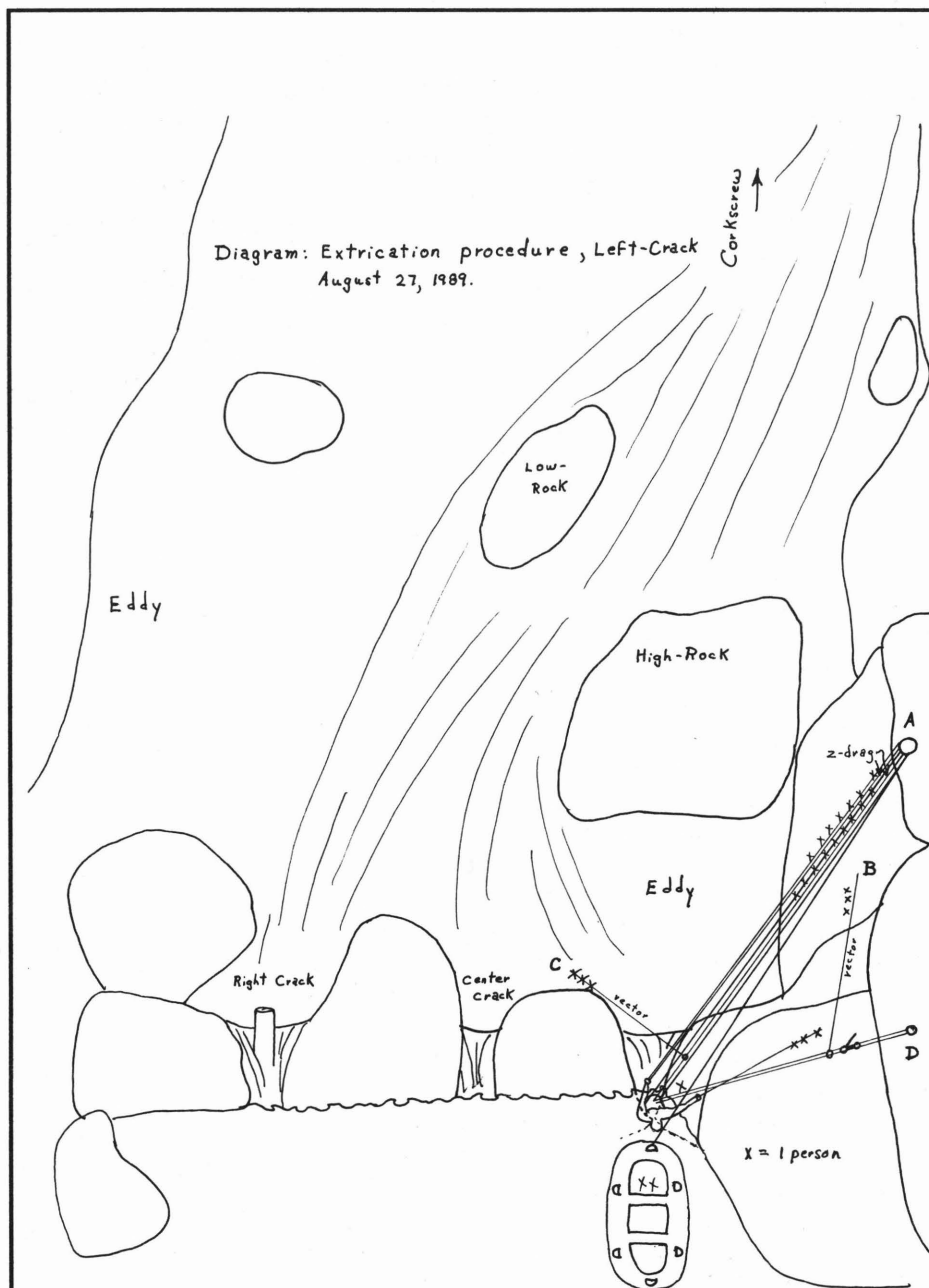 Corkscrew
Diagram: Extrication procedure, Left-Crack
August 27, 1989.
Low-
Rock
Eddy
High-Rock
A
z-drag
B
Eddy
vector
C
vector
Right Crack
Center
Crack
D
X = 1 person